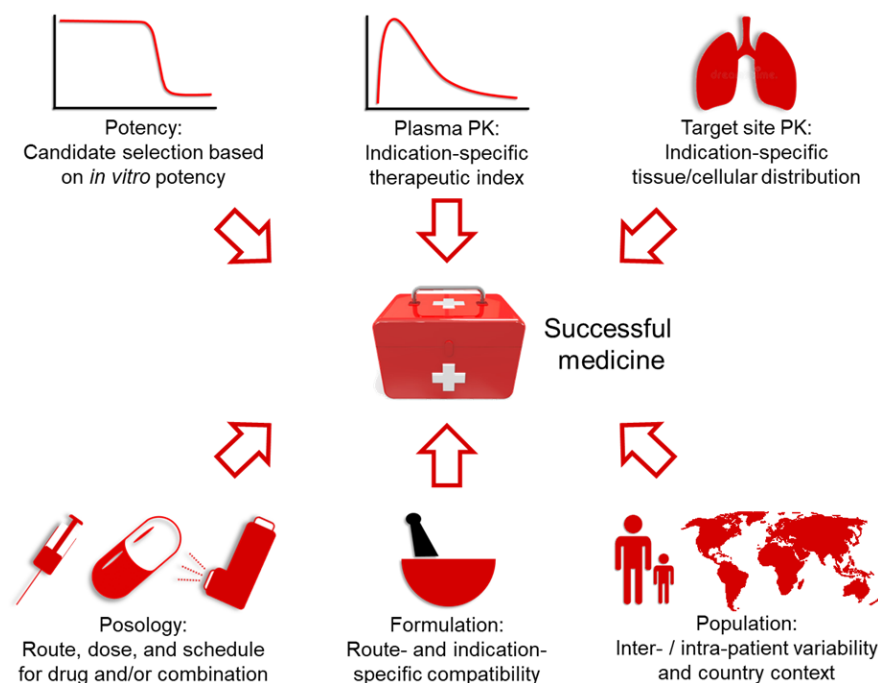 Potency:
Candidate selection based
on in vitro potency
Plasma PK:
Indication-specific
therapeutic index
Target site PK:
Indication-specific
tissue/cellular distribution
Successful
medicine
Posology:
Route, dose, and schedule
for drug and/or combination
Formulation:
Route- and indication-
specific compatibility
Population:
Inter- / intra-patient variability
and country context